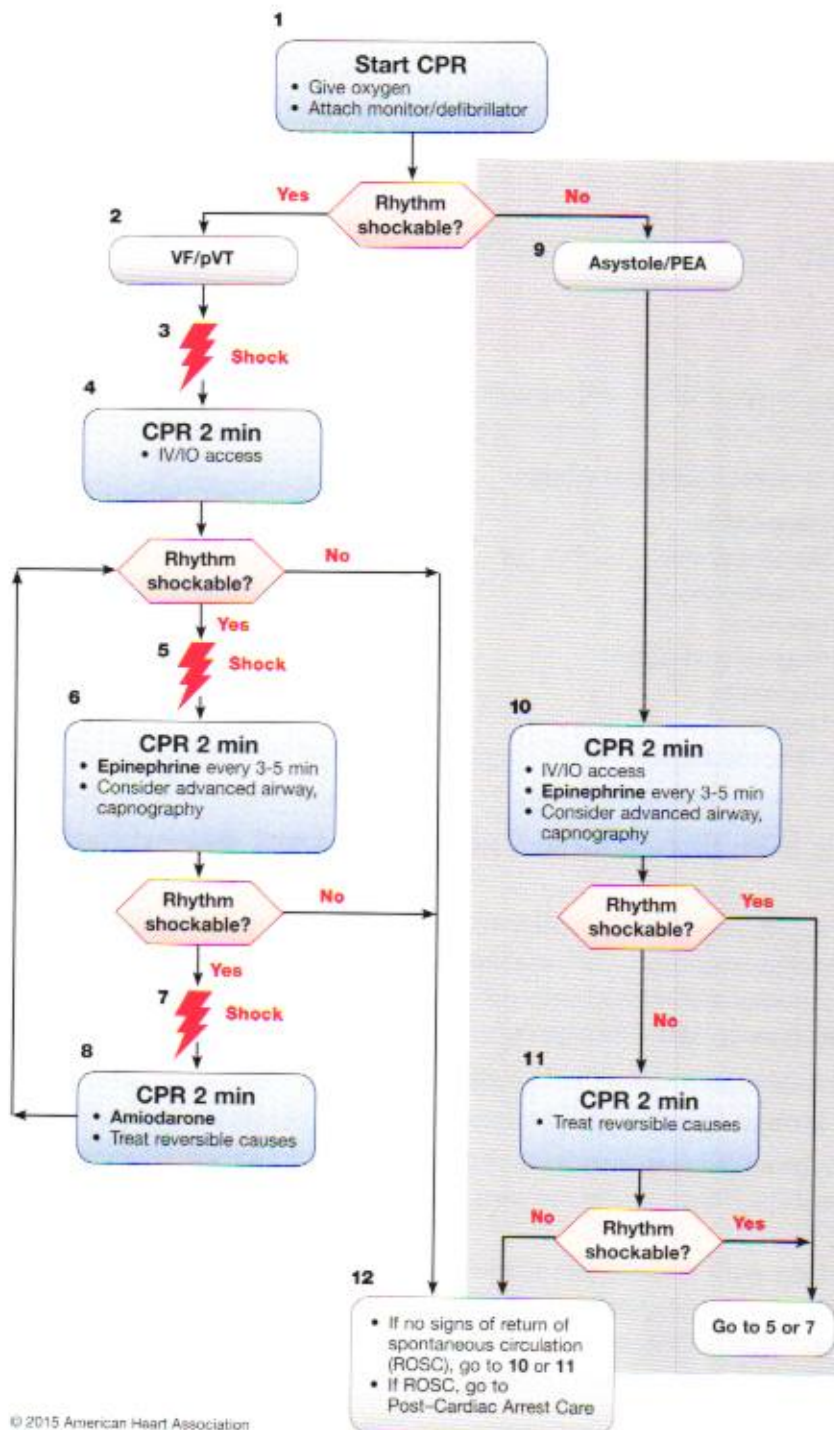 1
Start CPR
• Give oxygen
• Attach monitor/defibrillator
Rhythm
shockable?
Yes
No
2
VF/pVT
9
Asystole/PEA
3
Shock
4
CPR 2 min
• IV/IO access
Rhythm
shockable?
No
Yes
5
Shock
6
CPR 2 min
• Epinephrine every 3-5 min
• Consider advanced airway,
capnography
10
CPR 2 min
• IV/IO access
• Epinephrine every 3-5 min
• Consider advanced airway,
capnography
Rhythm
shockable?
No
Yes
Rhythm
shockable?
Yes
No
7
Shock
8
CPR 2 min
• Amiodarone
• Treat reversible causes
11
CPR 2 min
• Treat reversible causes
Rhythm
shockable?
No
Yes
12
• If no signs of return of
spontaneous circulation
(ROSC), go to 10 or 11
• If ROSC, go to
Post–Cardiac Arrest Care
Go to 5 or 7
© 2015 American Heart Association